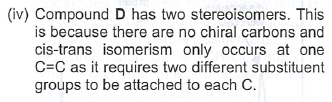 (iv) Compound D has two stereoisomers. This
is because there are no chiral carbons and
cis-trans isomerism only occurs at one
C=C as it requires two different substituent
groups to be attached to each C.